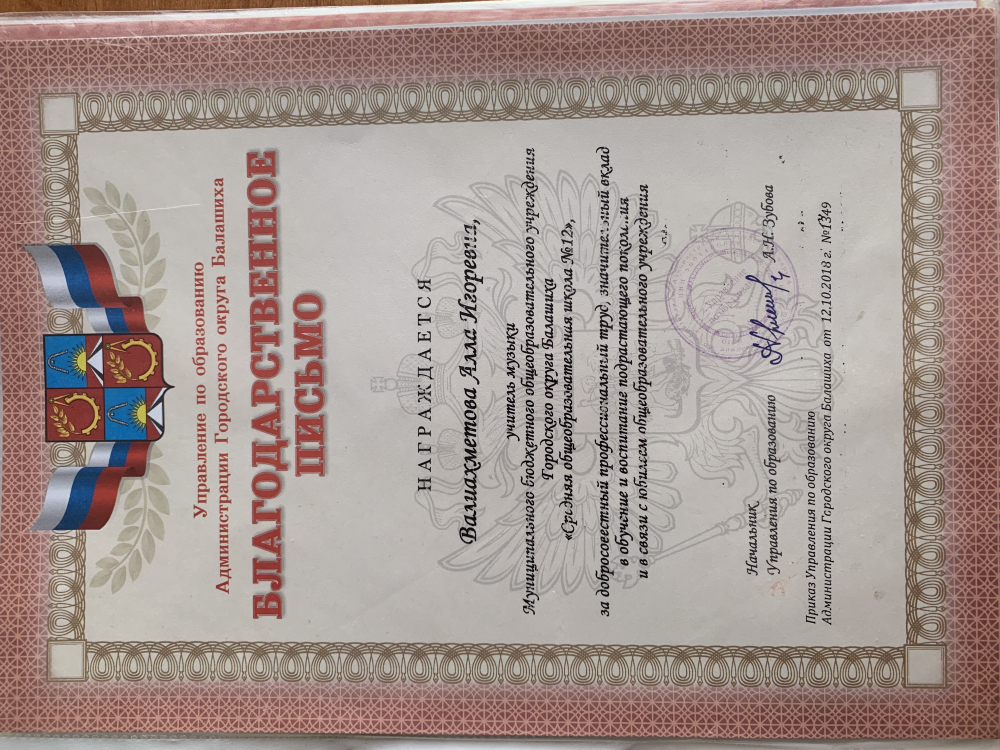 Управление по образованию
Администрации Городского округа Балашиха
БЛАГОДАРСТВЕННОЕ
ПИСЬМО
НАГРАЖДАЕТСЯ
Валиахметова Алла Игоревна,
учитель музыки
Муниципального бюджетного общеобразовательного учреждения
Городского округа Балашиха
«Средняя общеобразовательная школа №12»,
за добросовестный профессиональный труд, значительный вклад
в обучение и воспитание подрастающего поколения
и в связи с юбилеем общеобразовательного учреждения
Начальник
Управления по образованию А.Н. Зубова
Приказ Управления по образованию
Администрации Городского округа Балашиха от 12.10.2018 г. №1349